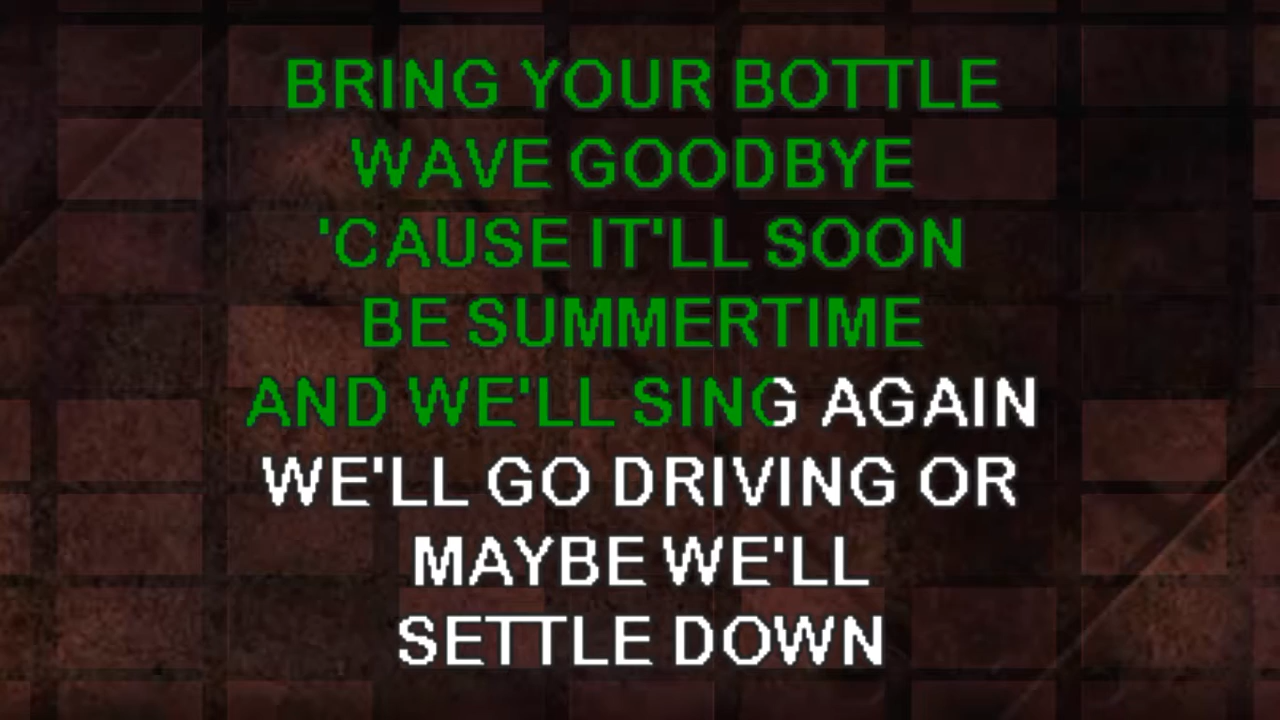 BRING YOUR BOTTLE
WAVE GOODBYE
'CAUSE IT'LL SOON
BE SUMMERTIME
AND WE'LL SING AGAIN
WE'LL GO DRIVING OR
MAYBE WE'LL
SETTLE DOWN